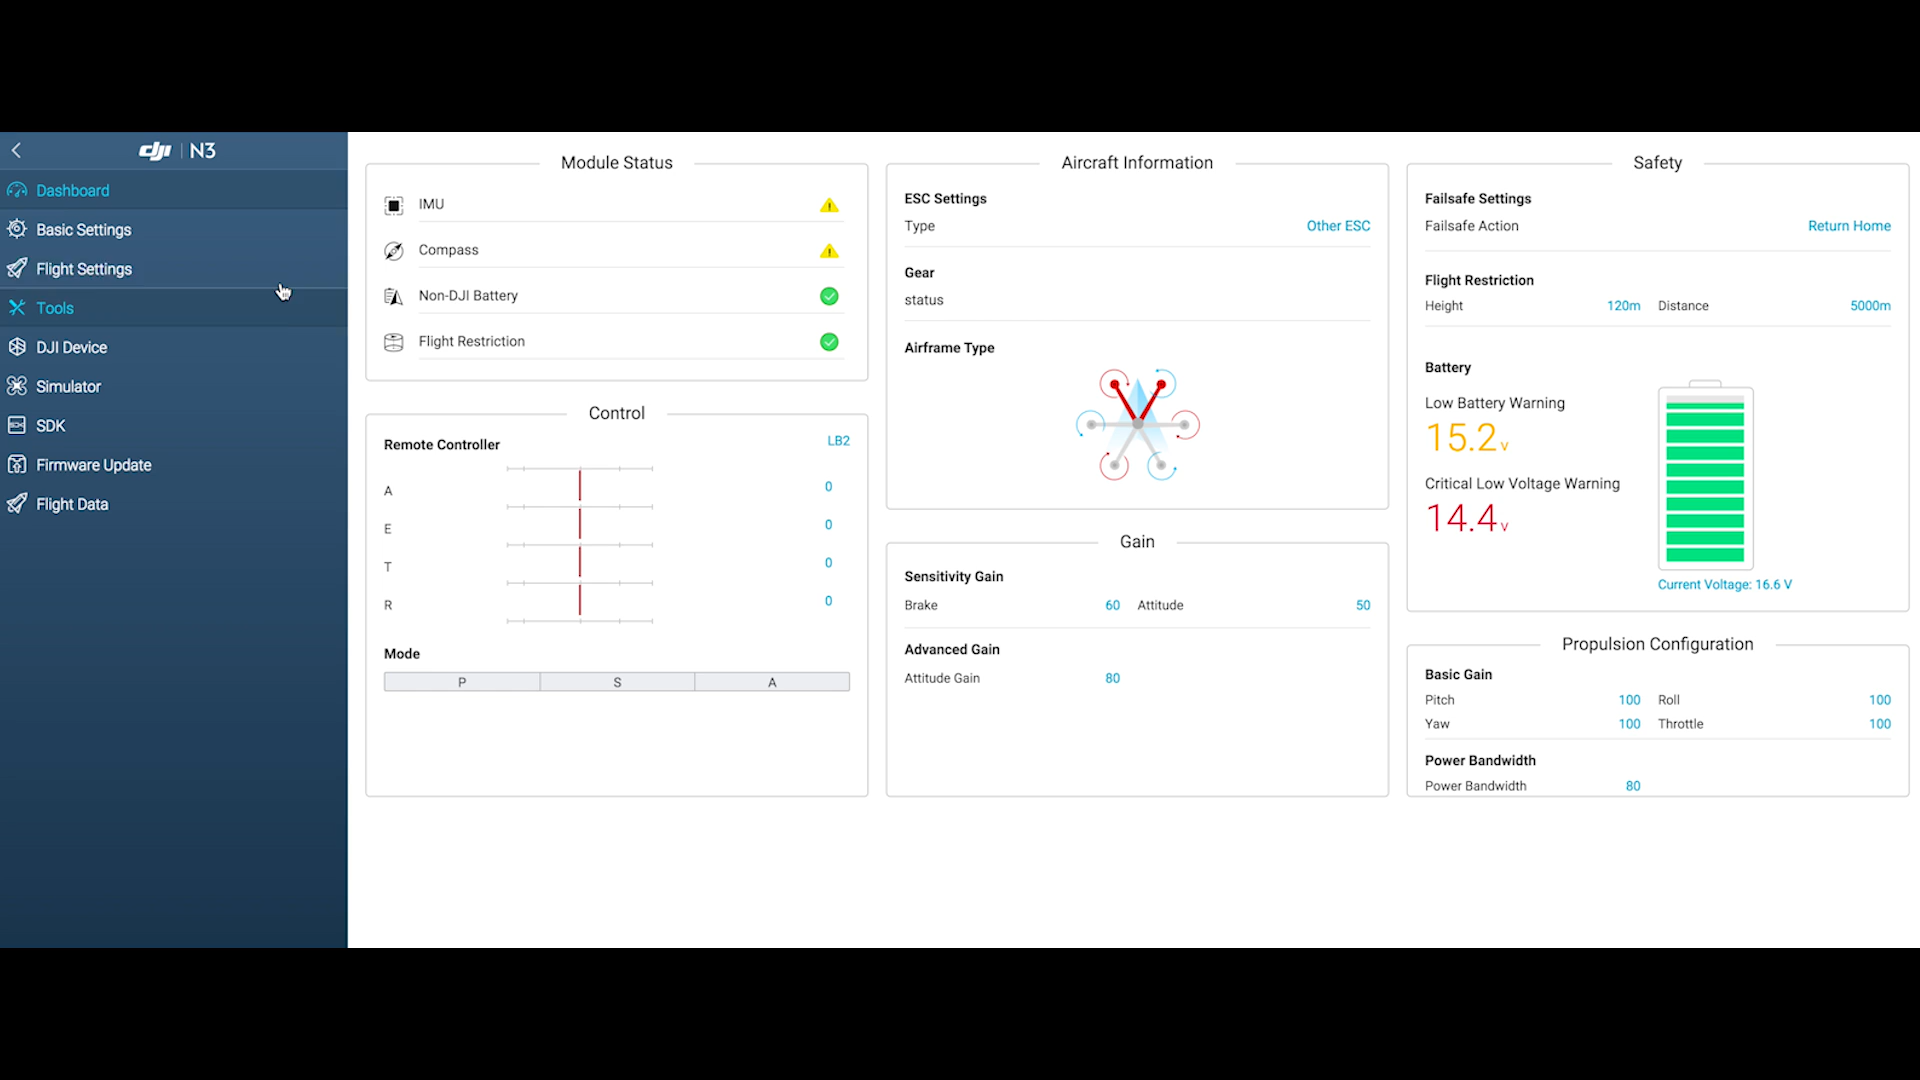 dji | N3
Dashboard
Basic Settings
Flight Settings
Tools
DJI Device
Simulator
SDK
Firmware Update
Flight Data
Module Status
IMU
Compass
Non-DJI Battery
Flight Restriction
Control
Remote Controller LB2
A 0
E 0
T 0
R 0
Mode
P S A
Aircraft Information
ESC Settings
Type Other ESC
Gear
status
Airframe Type
Gain
Sensitivity Gain
Brake 60 Attitude 50
Advanced Gain
Attitude Gain 80
Safety
Failsafe Settings
Failsafe Action Return Home
Flight Restriction
Height 120m Distance 5000m
Battery
Low Battery Warning
15.2 V
Critical Low Voltage Warning
14.4 V
Current Voltage: 16.6 V
Propulsion Configuration
Basic Gain
Pitch 100 Roll 100
Yaw 100 Throttle 100
Power Bandwidth
Power Bandwidth 80